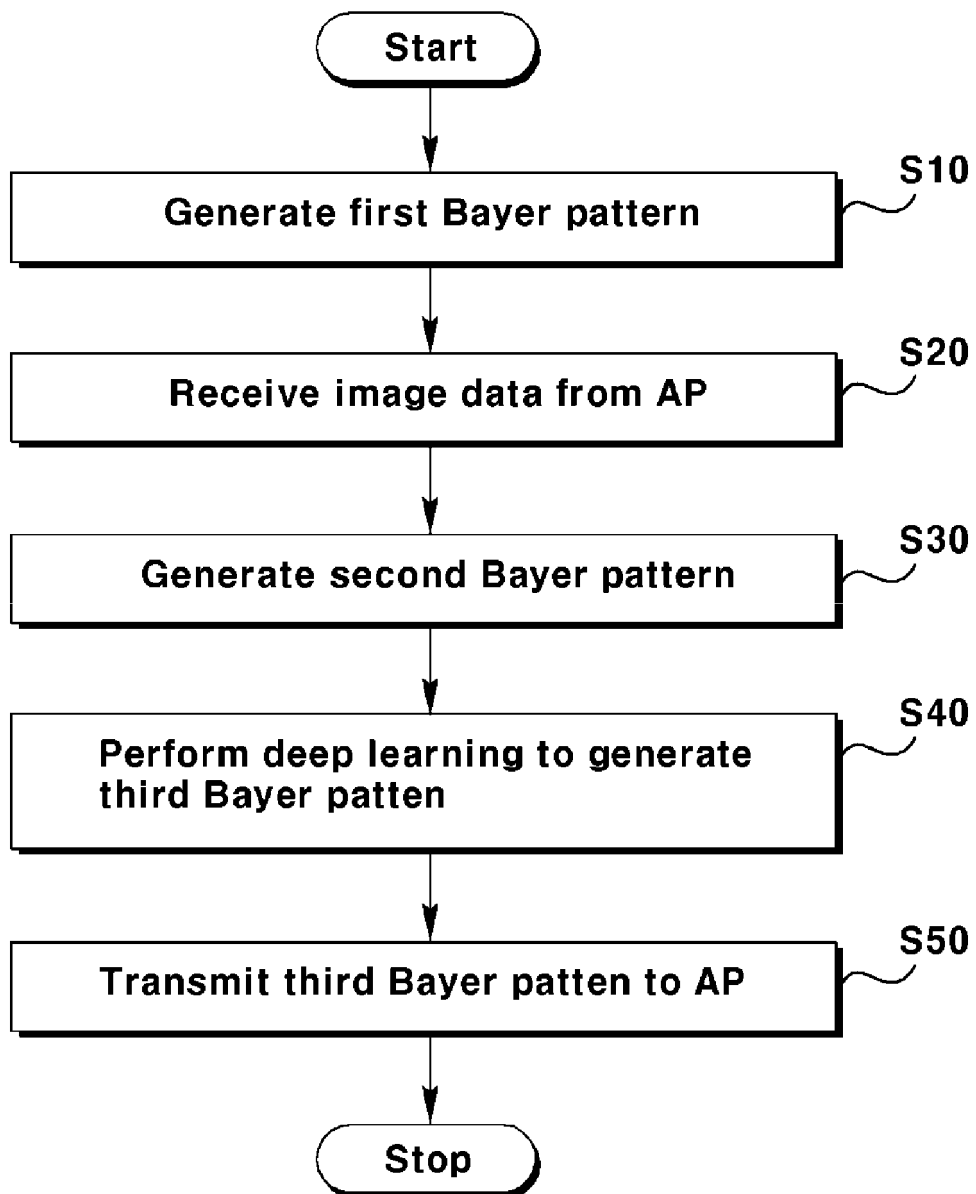 Start
S10
Generate first Bayer pattern
S20
Receive image data from AP
S30
Generate second Bayer pattern
S40
Perform deep learning to generate
third Bayer patten
S50
Transmit third Bayer patten to AP
Stop